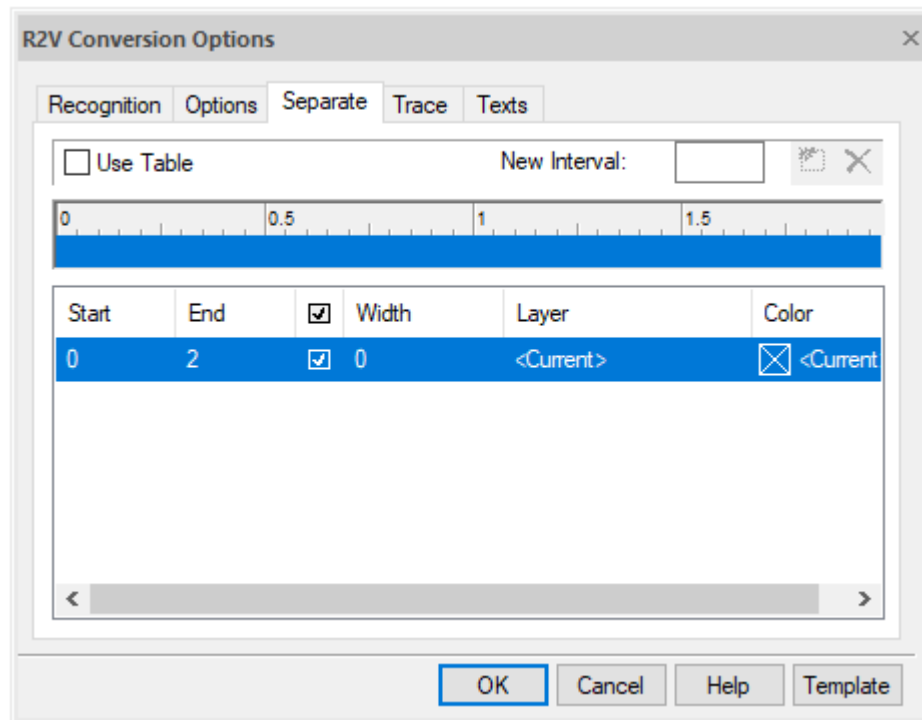 R2V Conversion Options
Recognition Options Separate Trace Texts
Use Table New Interval:
0 0.5 1 1.5
Start End Width Layer Color
0 2 0 <Current> <Current
OK Cancel Help Template